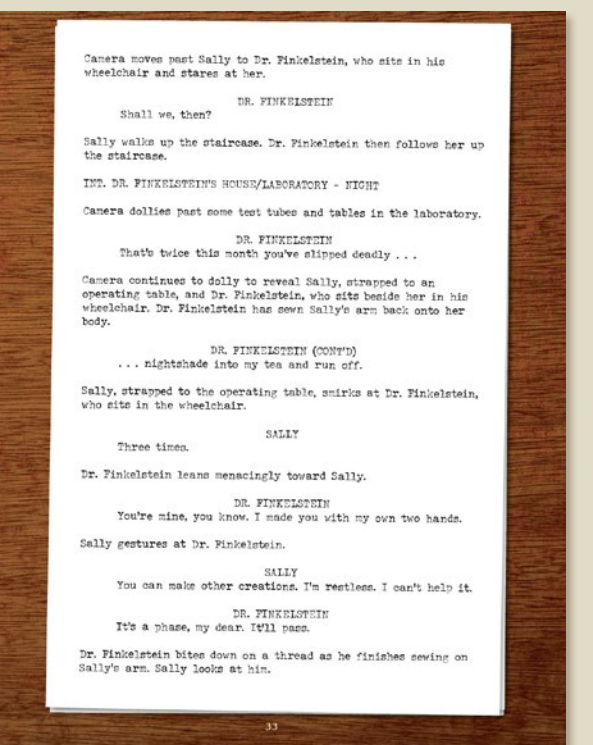 Camera moves past Sally to Dr. Finkelstein, who sits in his
wheelchair and stares at her.
DR. FINKELSTEIN
Shall we, then?
Sally walks up the staircase. Dr. Finkelstein then follows her up
the staircase.
INT. DR. FINKELSTEIN'S HOUSE/LABORATORY - NIGHT
Camera dollies past some test tubes and tables in the laboratory.
DR. FINKELSTEIN
That's twice this month you've slipped deadly . . .
Camera continues to dolly to reveal Sally, strapped to an
operating table, and Dr. Finkelstein, who sits beside her in his
wheelchair. Dr. Finkelstein has sewn Sally's arm back onto her
body.
DR. FINKELSTEIN (CONT'D)
. . . nightshade into my tea and run off.
Sally, strapped to the operating table, smirks at Dr. Finkelstein,
who sits in the wheelchair.
SALLY
Three times.
Dr. Finkelstein leans menacingly toward Sally.
DR. FINKELSTEIN
You're mine, you know. I made you with my own two hands.
Sally gestures at Dr. Finkelstein.
SALLY
You can make other creations. I'm restless. I can't help it.
DR. FINKELSTEIN
It's a phase, my dear. It'll pass.
Dr. Finkelstein bites down on a thread as he finishes sewing on
Sally's arm. Sally looks at him.
33